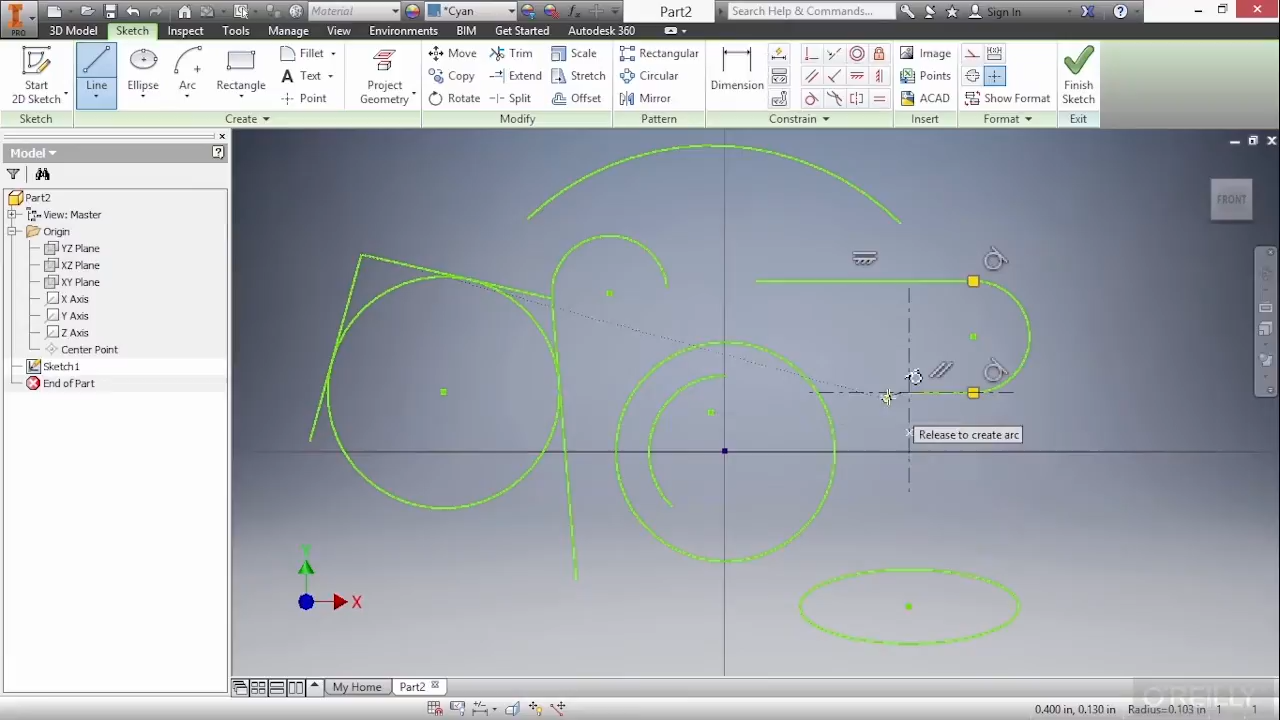 PRO
Material
*Cyan
Part2
Search Help & Commands...
Sign In
3D Model
Sketch
Inspect
Tools
Manage
View
Environments
BIM
Get Started
Autodesk 360
Start
2D Sketch
Line
Ellipse
Arc
Rectangle
Fillet
Text
Point
Project
Geometry
Move
Copy
Rotate
Trim
Extend
Split
Scale
Stretch
Offset
Rectangular
Circular
Mirror
Dimension
Image
Points
ACAD
Show Format
Finish
Sketch
Sketch
Create
Modify
Pattern
Constrain
Insert
Format
Exit
Model
Part2
View: Master
Origin
YZ Plane
XZ Plane
XY Plane
X Axis
Y Axis
Z Axis
Center Point
Sketch1
End of Part
FRONT
Release to create arc
Y
X
My Home
Part2
O'REILLY
0.400 in, 0.130 in
Radius=0.103 in
1
1